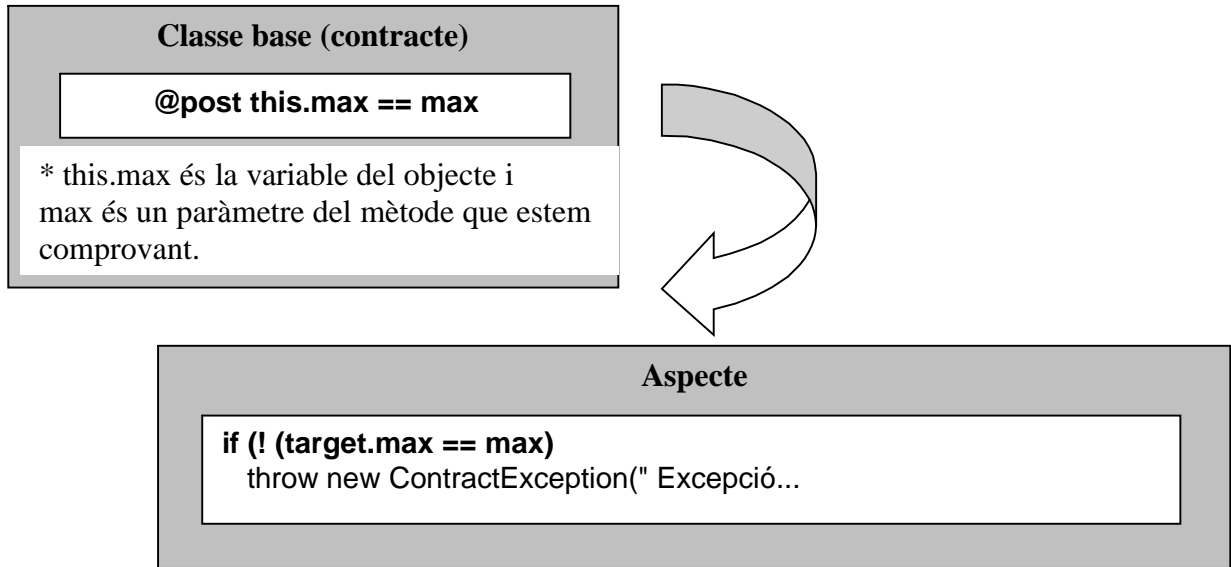 Classe base (contracte)
@post this.max == max
* this.max és la variable del objecte i
max és un paràmetre del mètode que estem
comprovant.
Aspecte
if (! (target.max == max)
throw new ContractException(" Excepció...